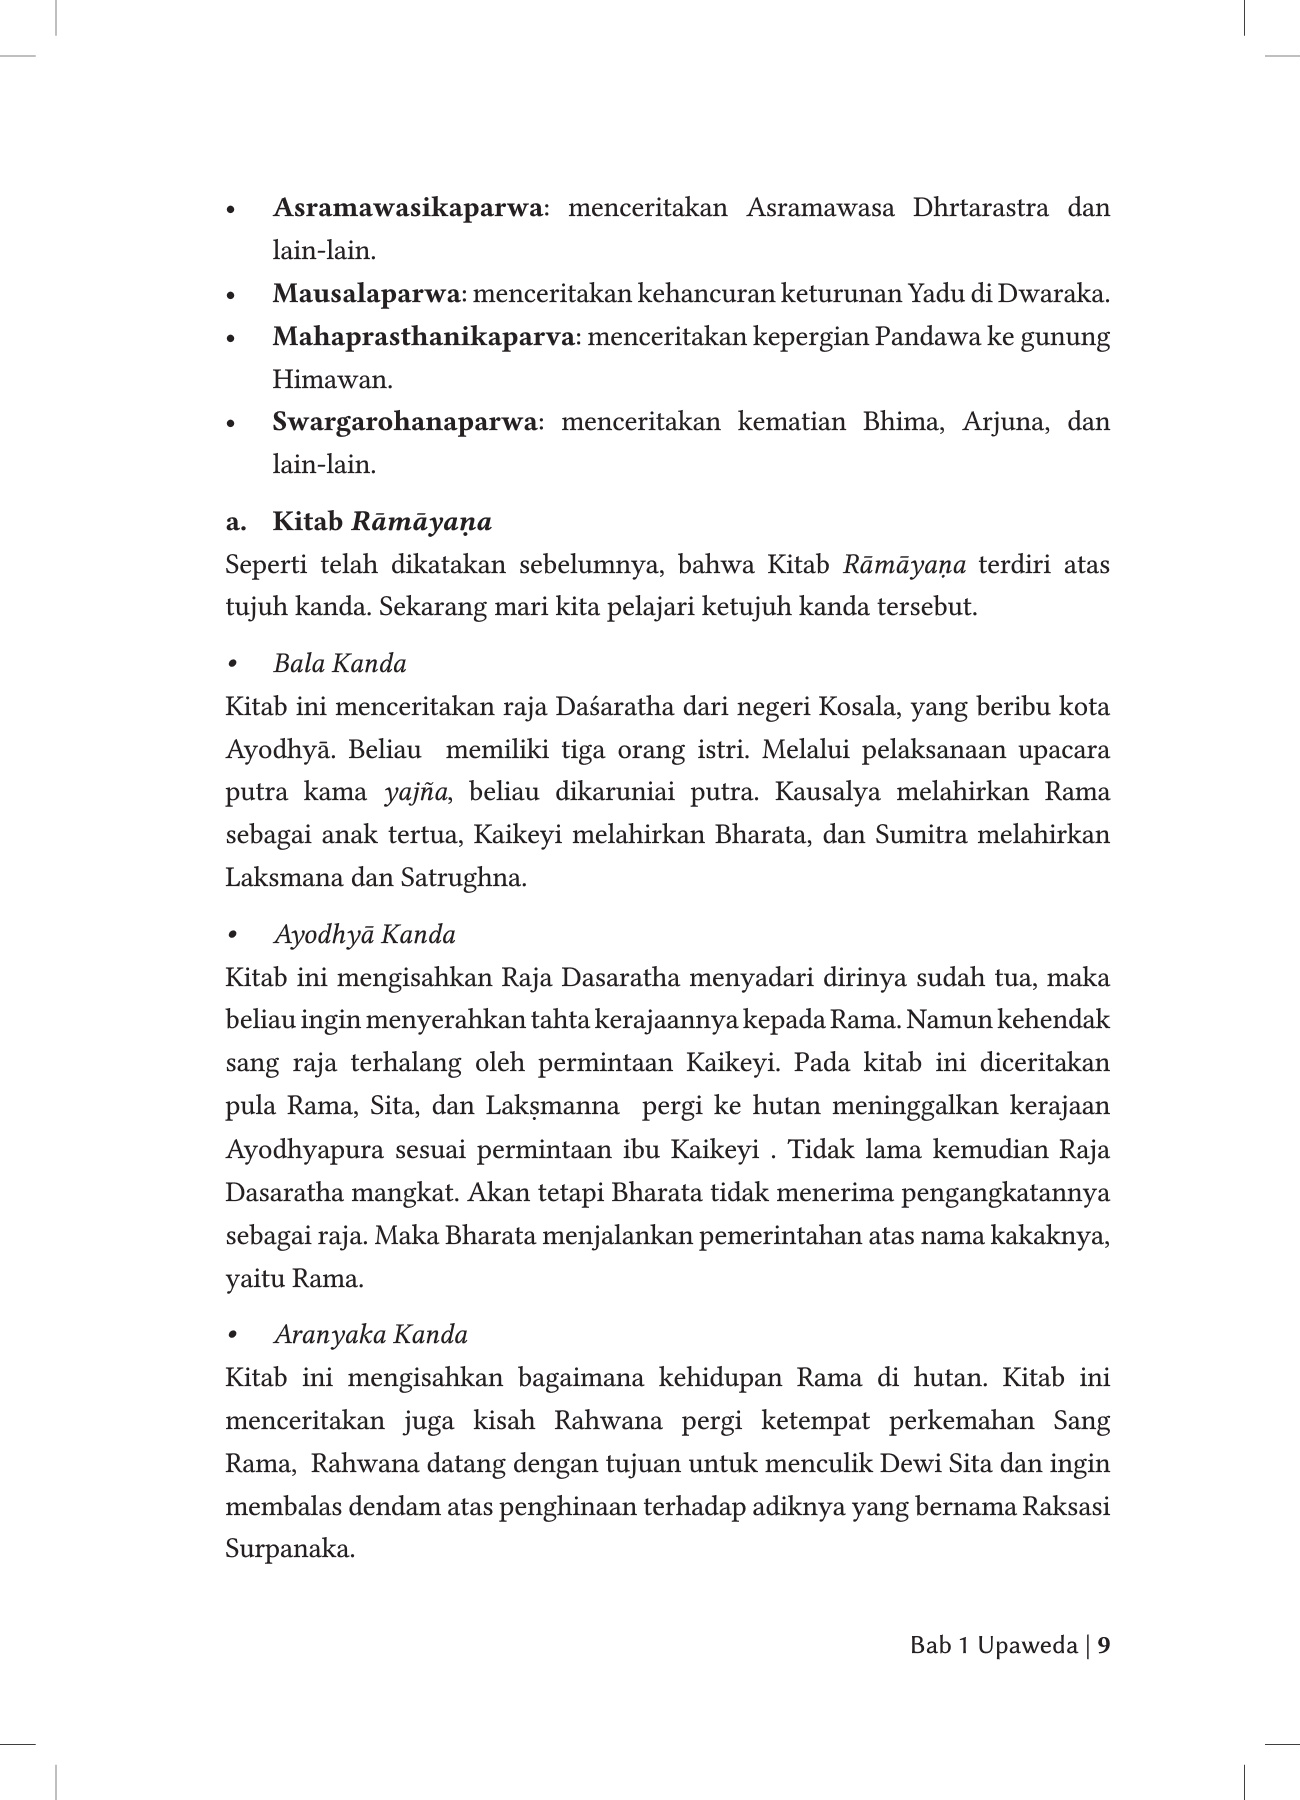 • Asramawasikaparwa: menceritakan Asramawasa Dhrtarastra dan
lain-lain.
• Mausalaparwa: menceritakan kehancuran keturunan Yadu di Dwaraka.
• Mahaprasthanikaparva: menceritakan kepergian Pandawa ke gunung
Himawan.
• Swargarohanaparwa: menceritakan kematian Bhima, Arjuna, dan
lain-lain.
a. Kitab Rāmāyaṇa
Seperti telah dikatakan sebelumnya, bahwa Kitab Rāmāyaṇa terdiri atas
tujuh kanda. Sekarang mari kita pelajari ketujuh kanda tersebut.
• Bala Kanda
Kitab ini menceritakan raja Daśaratha dari negeri Kosala, yang beribu kota
Ayodhyā. Beliau memiliki tiga orang istri. Melalui pelaksanaan upacara
putra kama yajña, beliau dikaruniai putra. Kausalya melahirkan Rama
sebagai anak tertua, Kaikeyi melahirkan Bharata, dan Sumitra melahirkan
Laksmana dan Satrughna.
• Ayodhyā Kanda
Kitab ini mengisahkan Raja Dasaratha menyadari dirinya sudah tua, maka
beliau ingin menyerahkan tahta kerajaannya kepada Rama. Namun kehendak
sang raja terhalang oleh permintaan Kaikeyi. Pada kitab ini diceritakan
pula Rama, Sita, dan Lakṣmanna pergi ke hutan meninggalkan kerajaan
Ayodhyapura sesuai permintaan ibu Kaikeyi . Tidak lama kemudian Raja
Dasaratha mangkat. Akan tetapi Bharata tidak menerima pengangkatannya
sebagai raja. Maka Bharata menjalankan pemerintahan atas nama kakaknya,
yaitu Rama.
• Aranyaka Kanda
Kitab ini mengisahkan bagaimana kehidupan Rama di hutan. Kitab ini
menceritakan juga kisah Rahwana pergi ketempat perkemahan Sang
Rama, Rahwana datang dengan tujuan untuk menculik Dewi Sita dan ingin
membalas dendam atas penghinaan terhadap adiknya yang bernama Raksasi
Surpanaka.
Bab 1 Upaweda | 9